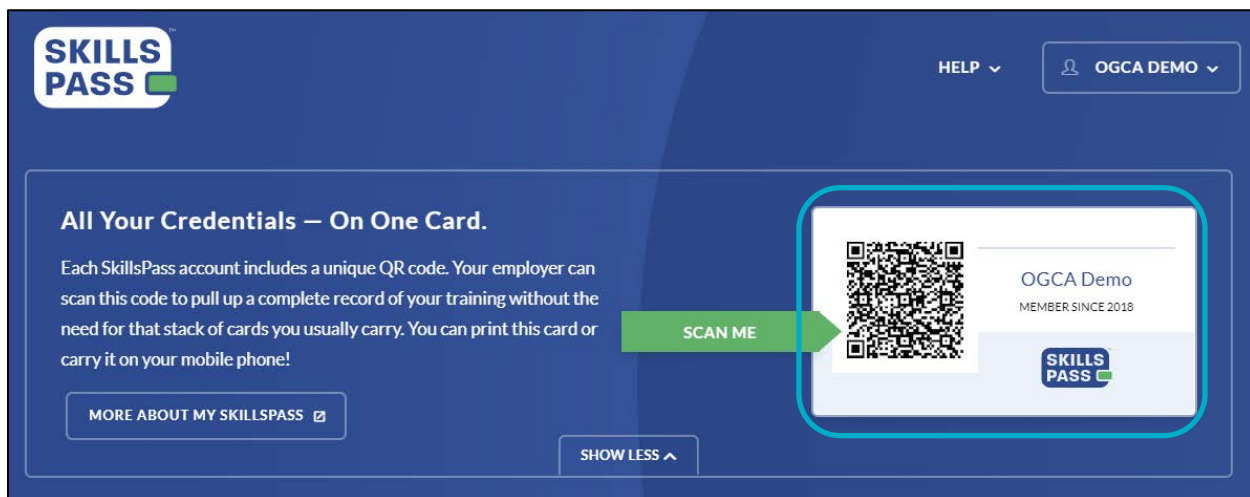 SKILLS
PASS
™
HELP
OGCA DEMO
All Your Credentials — On One Card.
Each SkillsPass account includes a unique QR code. Your employer can
scan this code to pull up a complete record of your training without the
need for that stack of cards you usually carry. You can print this card or
carry it on your mobile phone!
MORE ABOUT MY SKILLSPASS
SCAN ME
OGCA Demo
MEMBER SINCE 2018
SKILLS
PASS
SHOW LESS